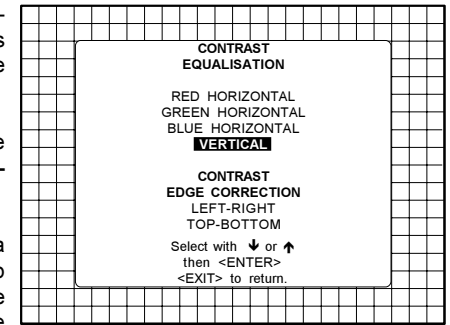 CONTRAST
EQUALISATION
RED HORIZONTAL
GREEN HORIZONTAL
BLUE HORIZONTAL
VERTICAL
CONTRAST
EDGE CORRECTION
LEFT-RIGHT
TOP-BOTTOM
Select with ↓ or ↑
then <ENTER>
<EXIT> to return.